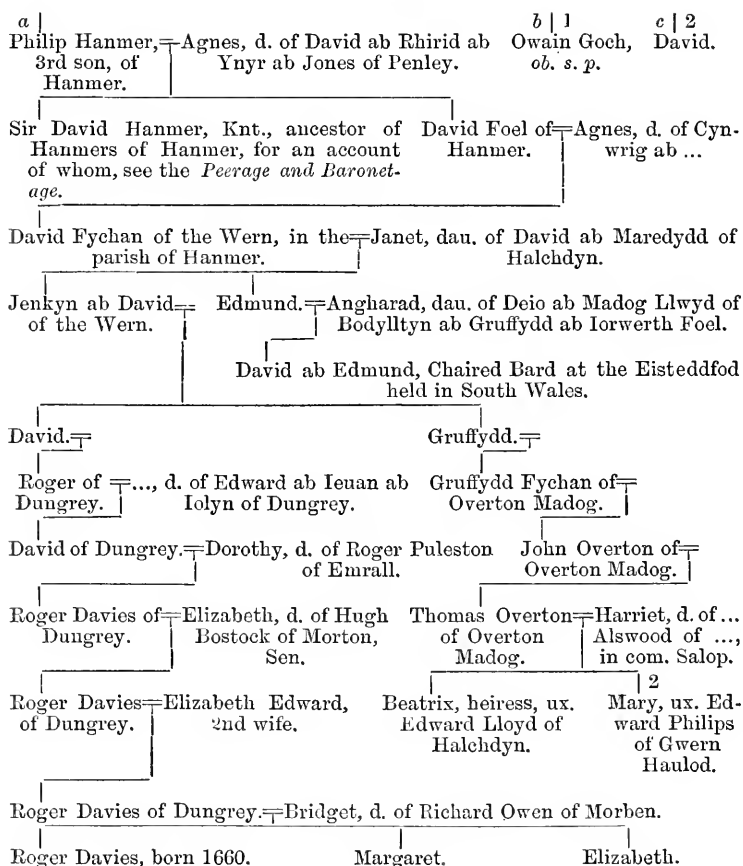 a | b | 1 c | 2
Philip Hanmer,=Agnes, d. of David ab Rhirid ab Owain Goch, David.
3rd son, of Ynyr ab Jones of Penley. ob. s. p.
Hanmer.
Sir David Hanmer, Knt., ancestor of David Foel of=Agnes, d. of Cyn-
Hanmers of Hanmer, for an account Hanmer. wrig ab ...
of whom, see the Peerage and Baronet-
age.
David Fychan of the Wern, in the=Janet, dau. of David ab Maredydd of
parish of Hanmer. Halchdyn.
Jenkyn ab David= Edmund.=Angharad, dau. of Deio ab Madog Llwyd of
of the Wern. Bodylltyn ab Gruffydd ab Iorwerth Foel.
David ab Edmund, Chaired Bard at the Eisteddfod
held in South Wales.
David.= Gruffydd.=
Roger of =..., d. of Edward ab Ieuan ab Gruffydd Fychan of=
Dungrey. Iolyn of Dungrey. Overton Madog.
David of Dungrey.=Dorothy, d. of Roger Puleston John Overton of=
of Emrall. Overton Madog.
Roger Davies of=Elizabeth, d. of Hugh Thomas Overton=Harriet, d. of ...
Dungrey. Bostock of Morton, of Overton Alswood of ...,
Sen. Madog. in com. Salop.
| 2
Roger Davies=Elizabeth Edward, Beatrix, heiress, ux. Mary, ux. Ed-
of Dungrey. 2nd wife. Edward Lloyd of ward Philips
Halchdyn. of Gwern
Haulod.
Roger Davies of Dungrey.=Bridget, d. of Richard Owen of Morben.
Roger Davies, born 1660. Margaret. Elizabeth.